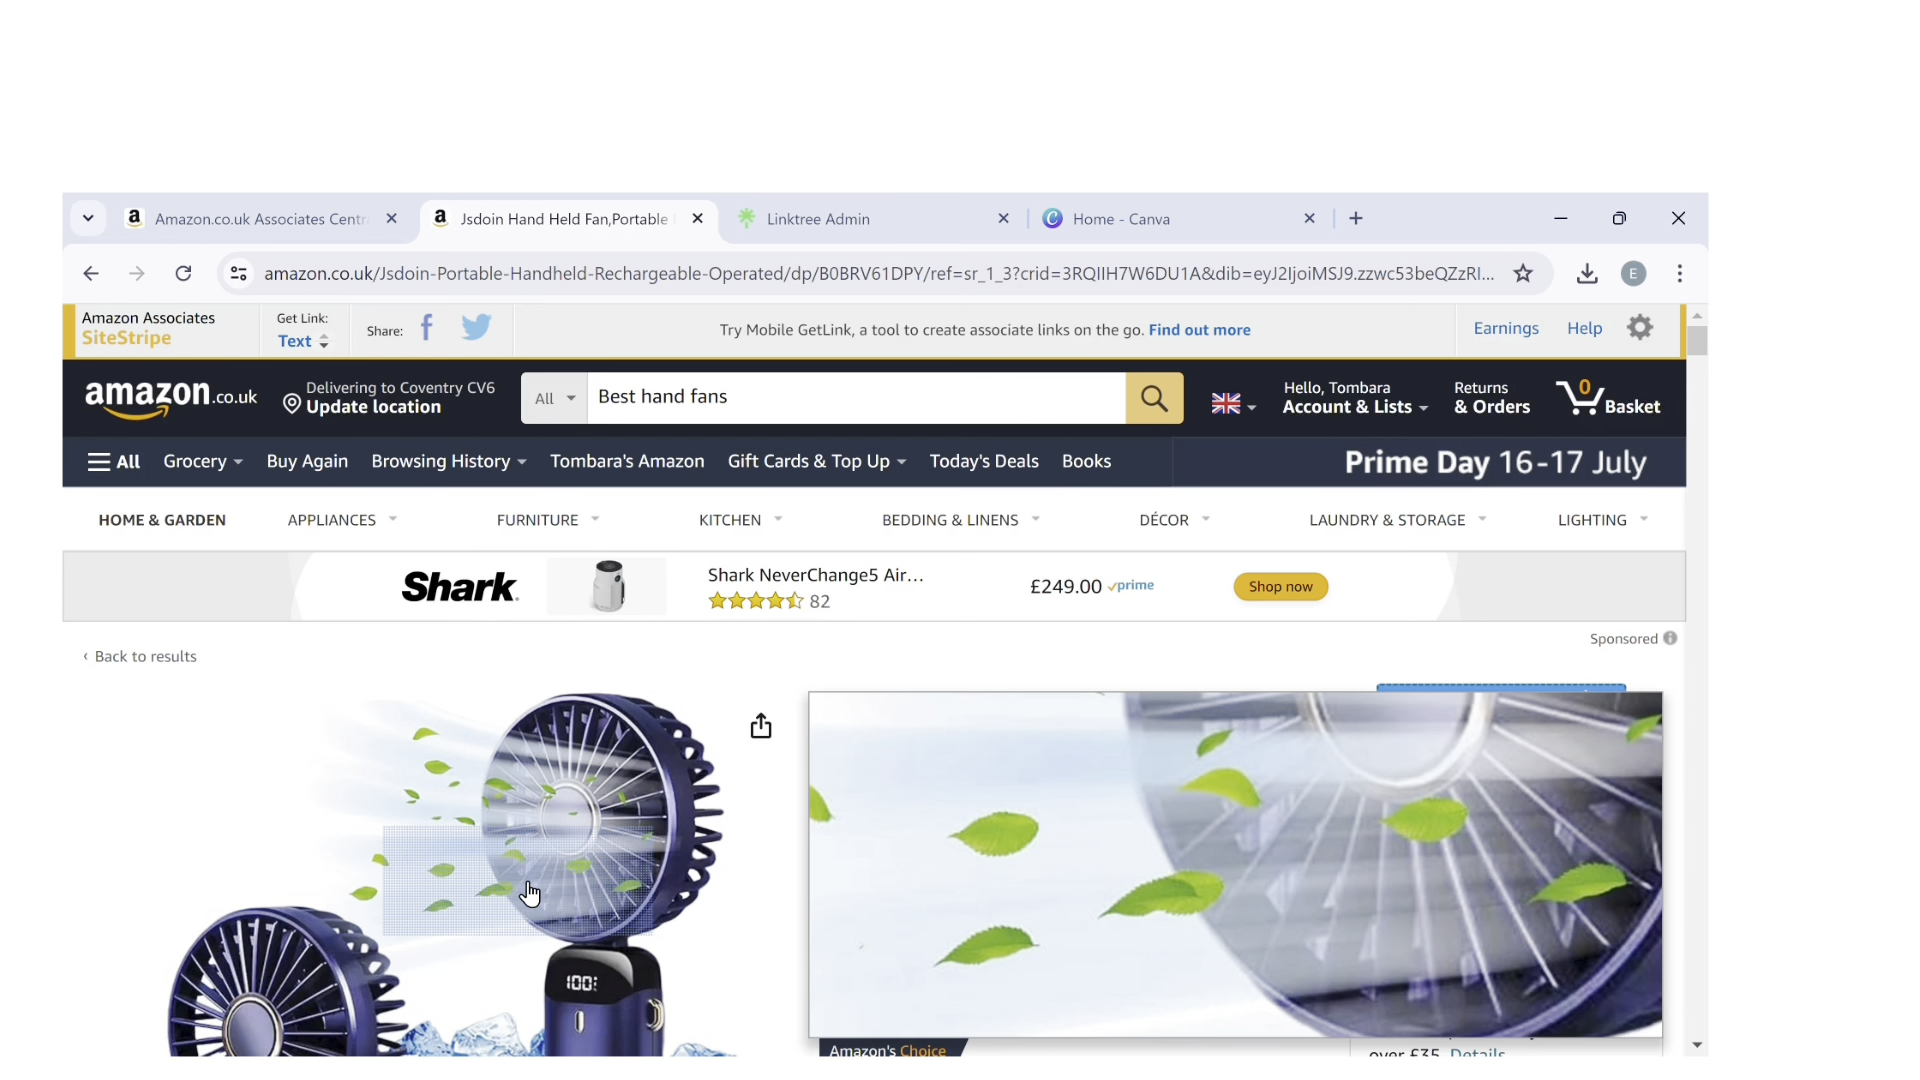 Amazon.co.uk Associates Centr
Jsdoin Hand Held Fan,Portable
Linktree Admin
Home - Canva
amazon.co.uk/Jsdoin-Portable-Handheld-Rechargeable-Operated/dp/B0BRV61DPY/ref=sr_1_3?crid=3RQIIH7W6DU1A&dib=eyJ2IjoiMSJ9.zzwc53beQZzRI...
E
Amazon Associates
SiteStripe
Get Link:
Text
Share:
Try Mobile GetLink, a tool to create associate links on the go. Find out more
Earnings
Help
amazon.co.uk
Delivering to Coventry CV6
Update location
All
Best hand fans
Hello, Tombara
Account & Lists
Returns
& Orders
0
Basket
All
Grocery
Buy Again
Browsing History
Tombara's Amazon
Gift Cards & Top Up
Today's Deals
Books
Prime Day 16-17 July
HOME & GARDEN
APPLIANCES
FURNITURE
KITCHEN
BEDDING & LINENS
DÉCOR
LAUNDRY & STORAGE
LIGHTING
Shark
Shark NeverChange5 Air...
82
£249.00 prime
Shop now
Sponsored
‹ Back to results
100
Amazon's Choice
over £35. Details